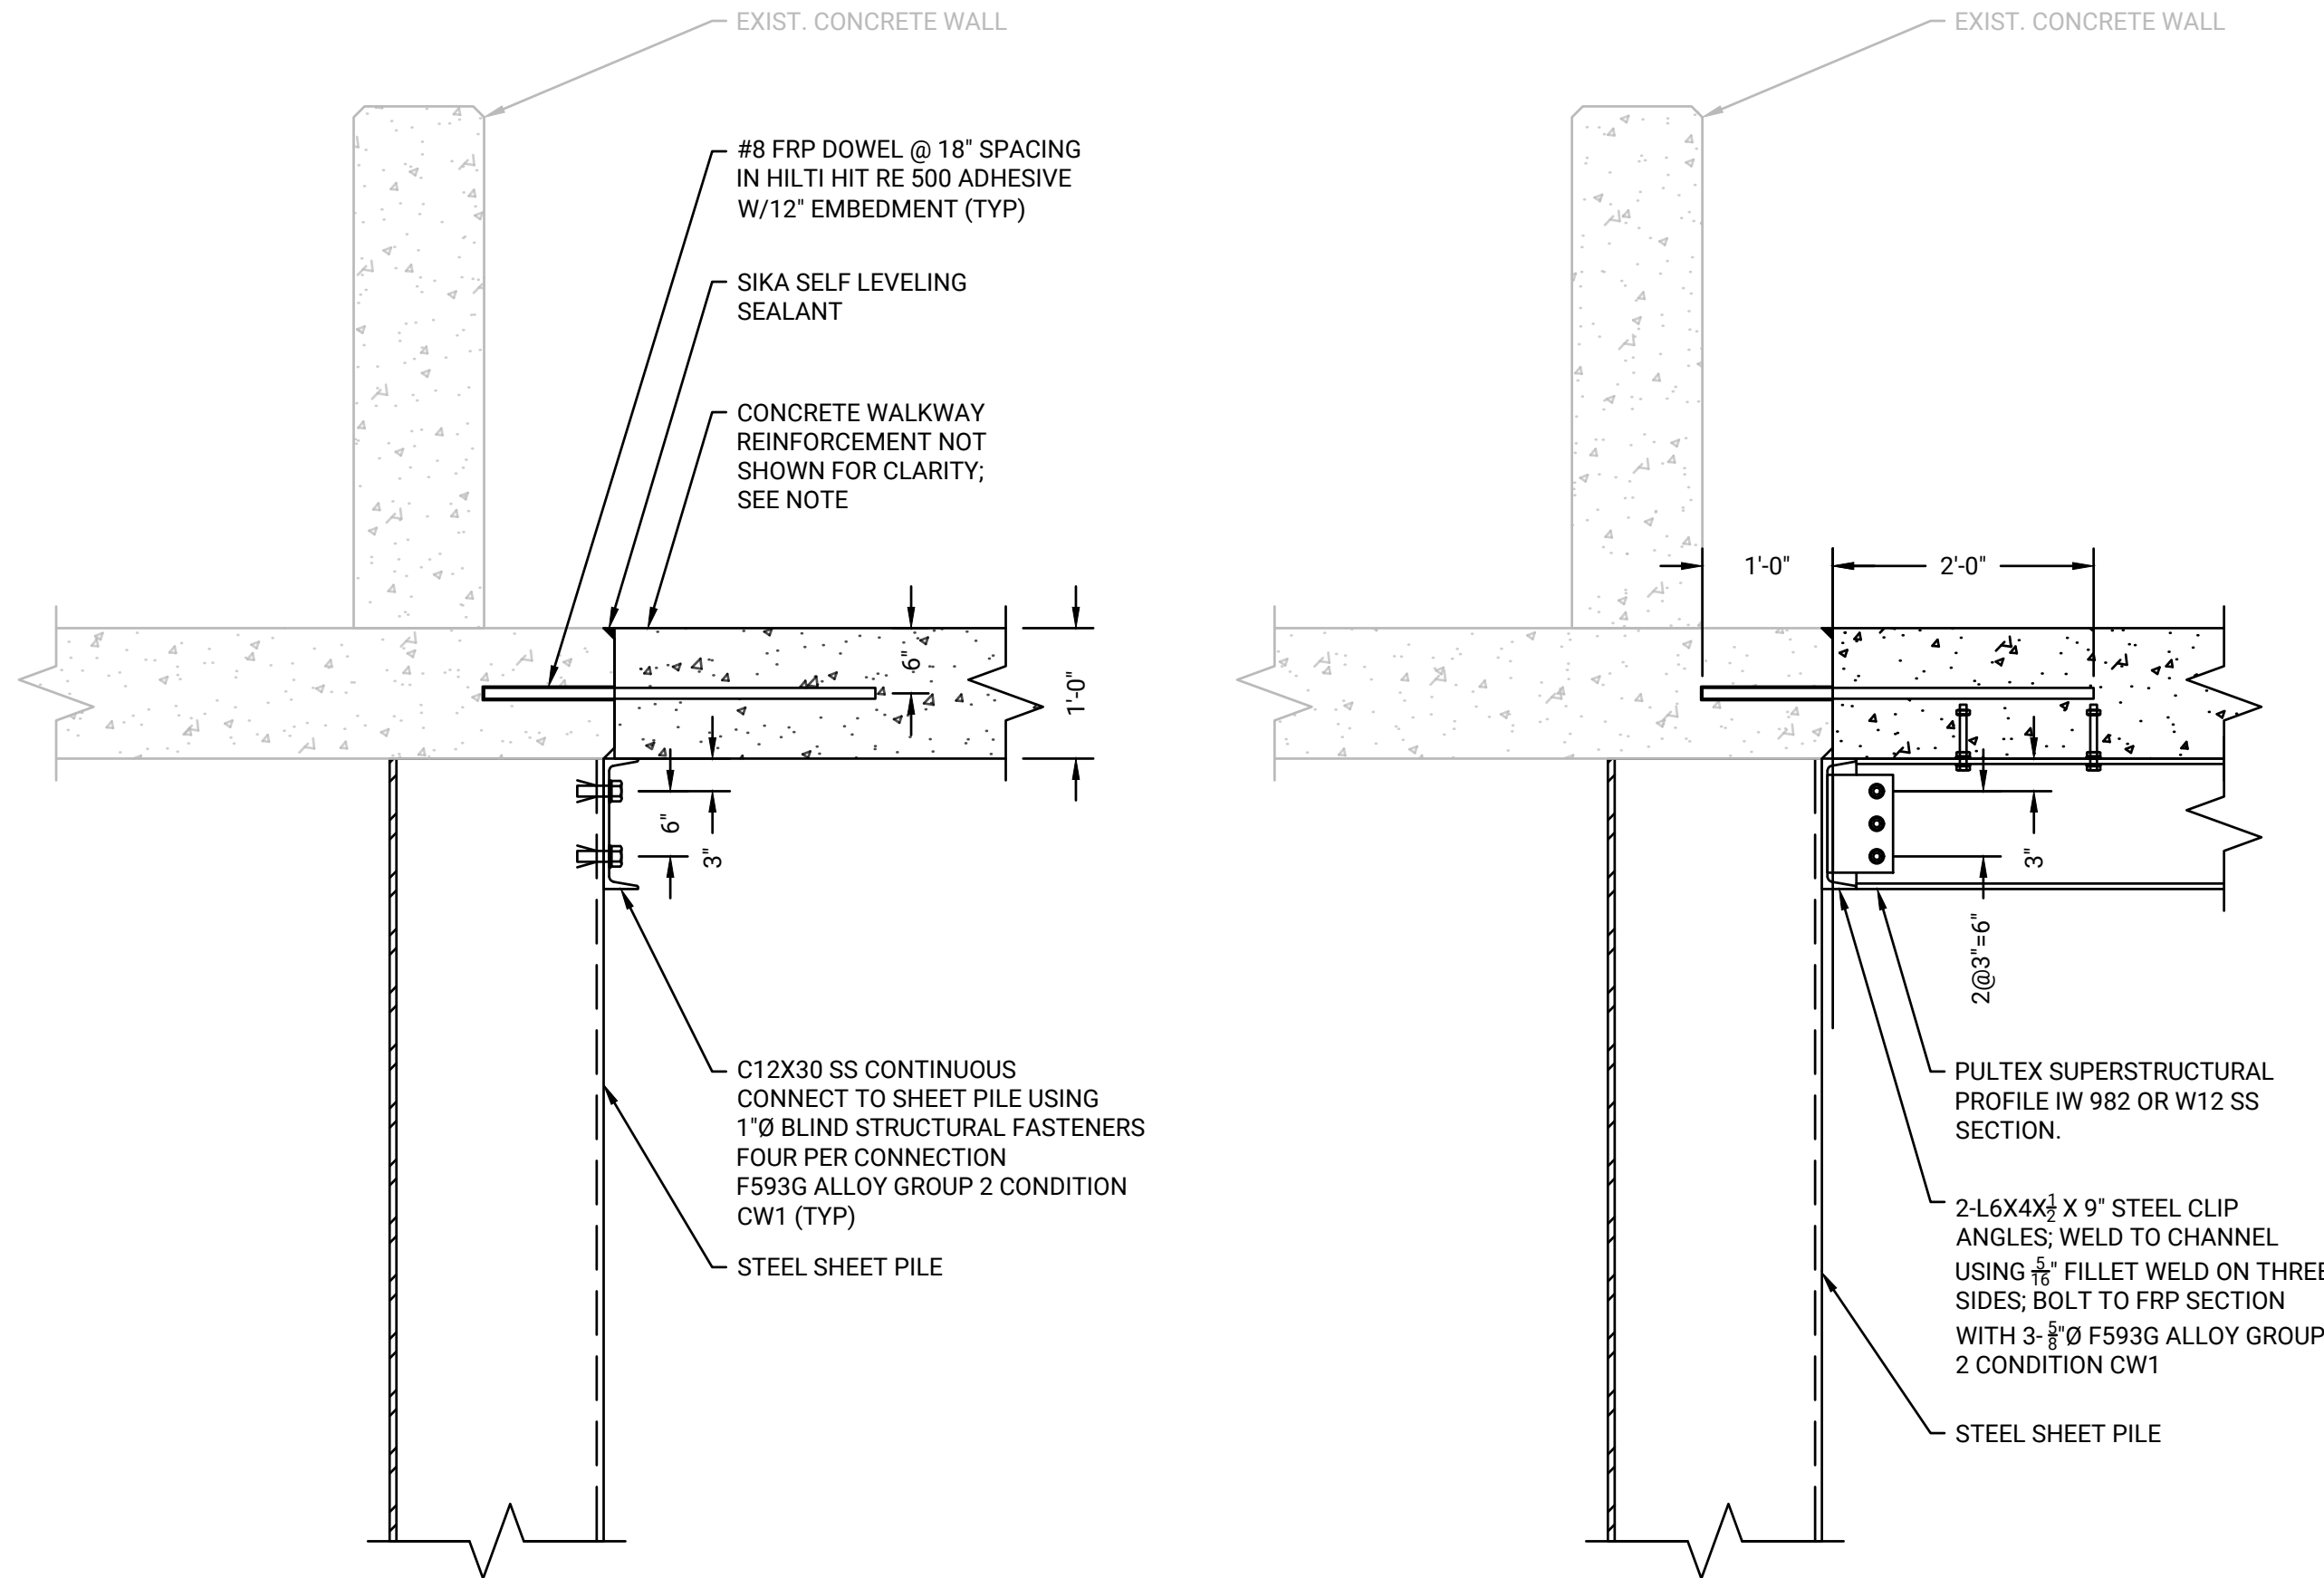 EXIST. CONCRETE WALL
#8 FRP DOWEL @ 18" SPACING
IN HILTI HIT RE 500 ADHESIVE
W/12" EMBEDMENT (TYP)
SIKA SELF LEVELING
SEALANT
CONCRETE WALKWAY
REINFORCEMENT NOT
SHOWN FOR CLARITY;
SEE NOTE
6"
1'-0"
6"
3"
C12X30 SS CONTINUOUS
CONNECT TO SHEET PILE USING
1"Ø BLIND STRUCTURAL FASTENERS
FOUR PER CONNECTION
F593G ALLOY GROUP 2 CONDITION
CW1 (TYP)
STEEL SHEET PILE
EXIST. CONCRETE WALL
1'-0"
2'-0"
3"
2@3"=6"
PULTEX SUPERSTRUCTURAL
PROFILE IW 982 OR W12 SS
SECTION.
2-L6X4X1/2 X 9" STEEL CLIP
ANGLES; WELD TO CHANNEL
USING 5/16" FILLET WELD ON THREE
SIDES; BOLT TO FRP SECTION
WITH 3-5/8"Ø F593G ALLOY GROUP
2 CONDITION CW1
STEEL SHEET PILE